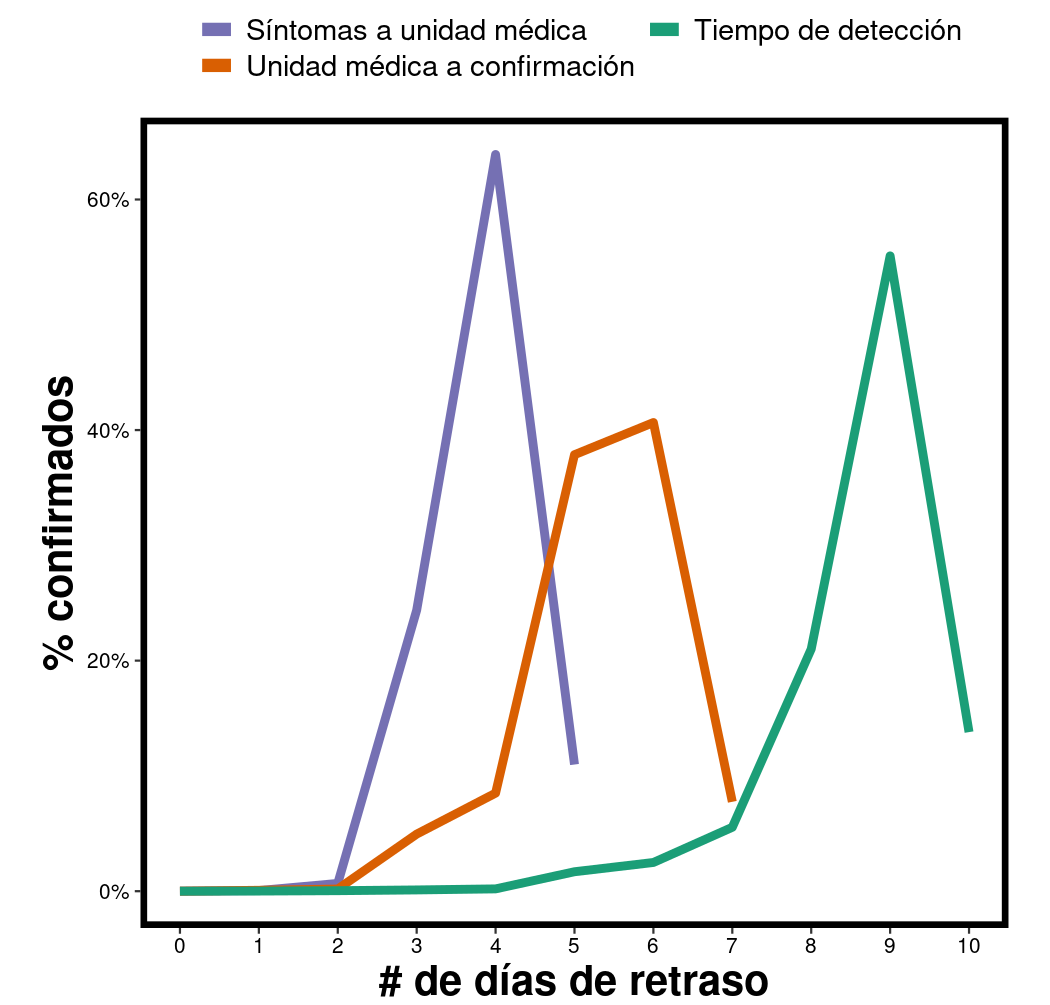 Síntomas a unidad médica
Tiempo de detección
Unidad médica a confirmación
60%
40%
20%
0%
% confirmados
0 1 2 3 4 5 6 7 8 9 10
# de días de retraso